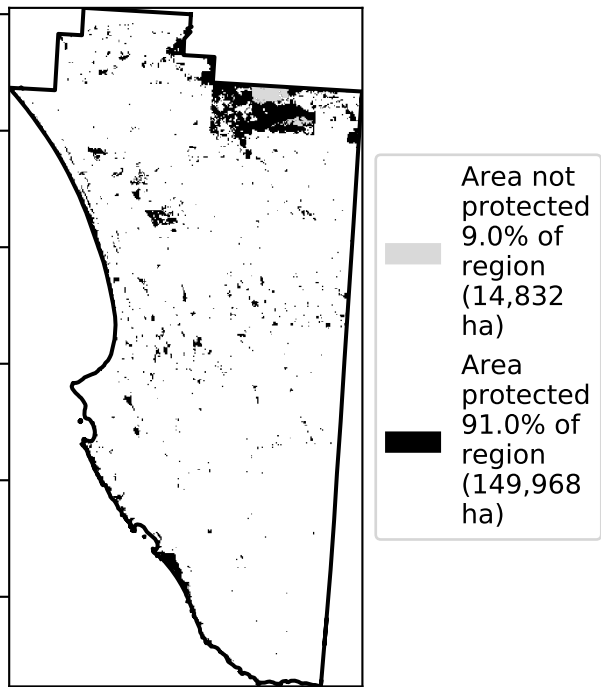 Area not
protected
9.0% of
region
(14,832
ha)
Area
protected
91.0% of
region
(149,968
ha)